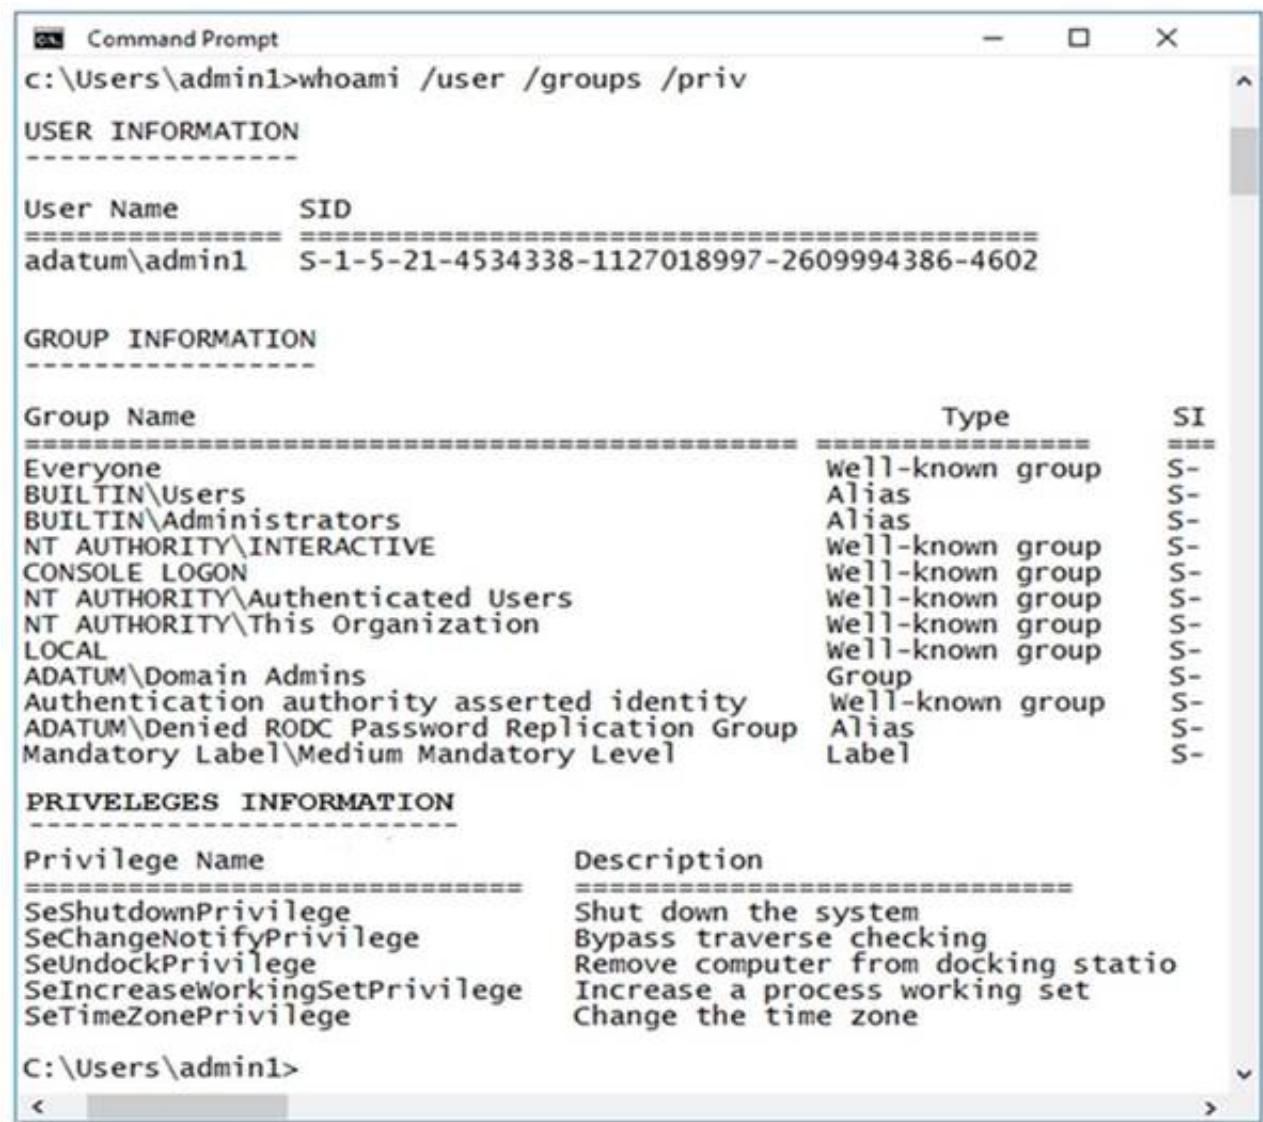 Command Prompt
c:\Users\admin1>whoami /user /groups /priv
USER INFORMATION
----------------
User Name SID
=============== ===========================================
adatum\admin1 S-1-5-21-4534338-1127018997-2609994386-4602
GROUP INFORMATION
-----------------
Group Name Type SI
============================================= ================ ===
Everyone Well-known group S-
BUILTIN\Users Alias S-
BUILTIN\Administrators Alias S-
NT AUTHORITY\INTERACTIVE Well-known group S-
CONSOLE LOGON Well-known group S-
NT AUTHORITY\Authenticated Users Well-known group S-
NT AUTHORITY\This Organization Well-known group S-
LOCAL Well-known group S-
ADATUM\Domain Admins Group S-
Authentication authority asserted identity Well-known group S-
ADATUM\Denied RODC Password Replication Group Alias S-
Mandatory Label\Medium Mandatory Level Label S-
PRIVELEGES INFORMATION
-------------------------
Privilege Name Description
============================= =============================
SeShutdownPrivilege Shut down the system
SeChangeNotifyPrivilege Bypass traverse checking
SeUndockPrivilege Remove computer from docking statio
SeIncreaseWorkingSetPrivilege Increase a process working set
SeTimeZonePrivilege Change the time zone
C:\Users\admin1>